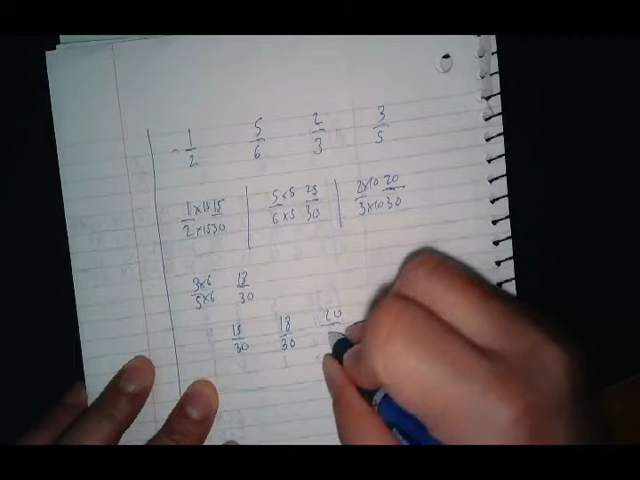 - 1/2 5/6 2/3 3/5
1x15/2x15 15/30 | 5x5/6x5 25/30 | 2x10/3x10 20/30
3x6/5x6 18/30
15/30 18/30 20